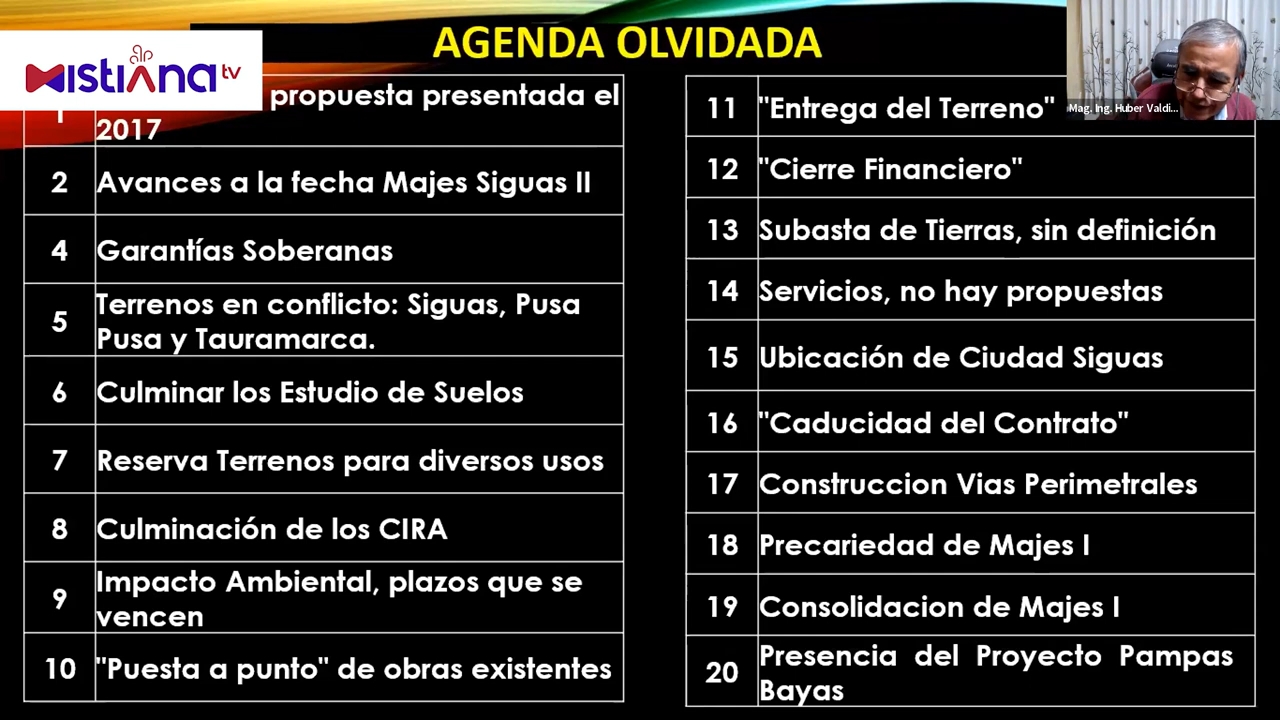 AGENDA OLVIDADA
Mistiana tv
Mag. Ing. Huber Valdi...
1 propuesta presentada el
2017
2 Avances a la fecha Majes Siguas II
4 Garantías Soberanas
5 Terrenos en conflicto: Siguas, Pusa
Pusa y Tauramarca.
6 Culminar los Estudio de Suelos
7 Reserva Terrenos para diversos usos
8 Culminación de los CIRA
9 Impacto Ambiental, plazos que se
vencen
10 "Puesta a punto" de obras existentes
11 "Entrega del Terreno"
12 "Cierre Financiero"
13 Subasta de Tierras, sin definición
14 Servicios, no hay propuestas
15 Ubicación de Ciudad Siguas
16 "Caducidad del Contrato"
17 Construccion Vias Perimetrales
18 Precariedad de Majes I
19 Consolidacion de Majes I
20 Presencia del Proyecto Pampas
Bayas